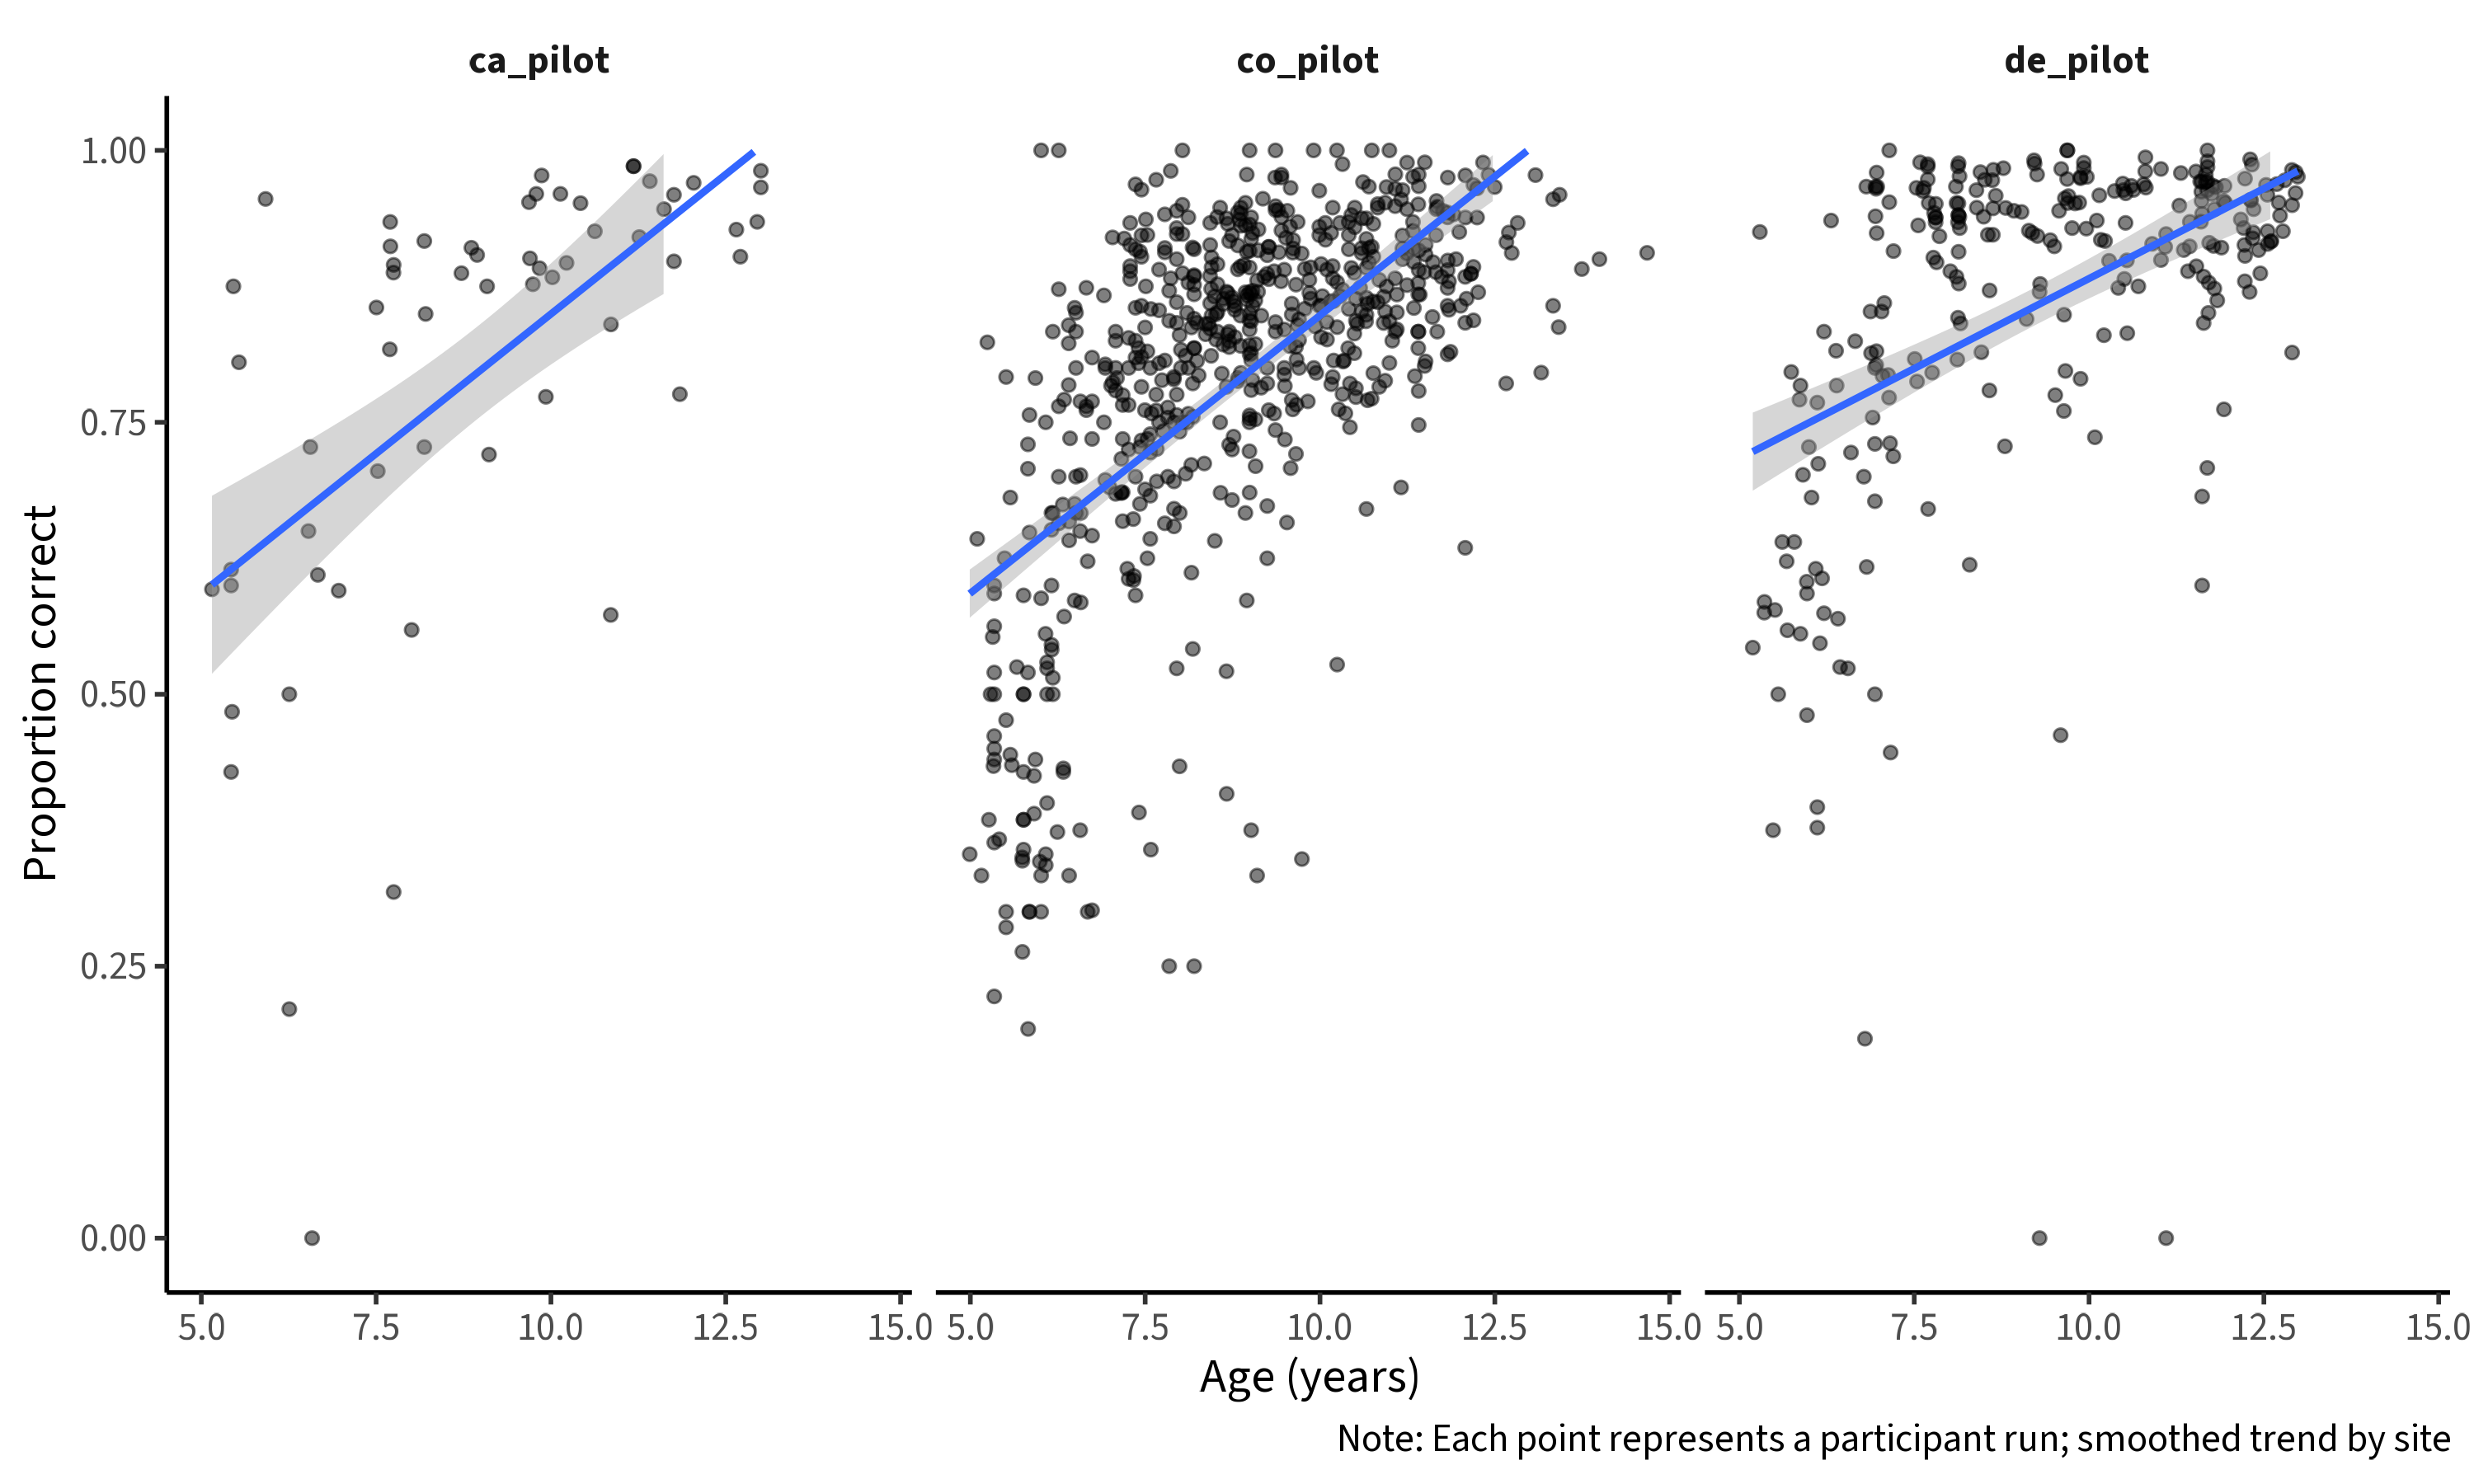 ca_pilot co_pilot de_pilot
1.00
0.75
0.50
0.25
0.00
Proportion correct
5.0 7.5 10.0 12.5 15.0 5.0 7.5 10.0 12.5 15.0 5.0 7.5 10.0 12.5 15.0
Age (years)
Note: Each point represents a participant run; smoothed trend by site